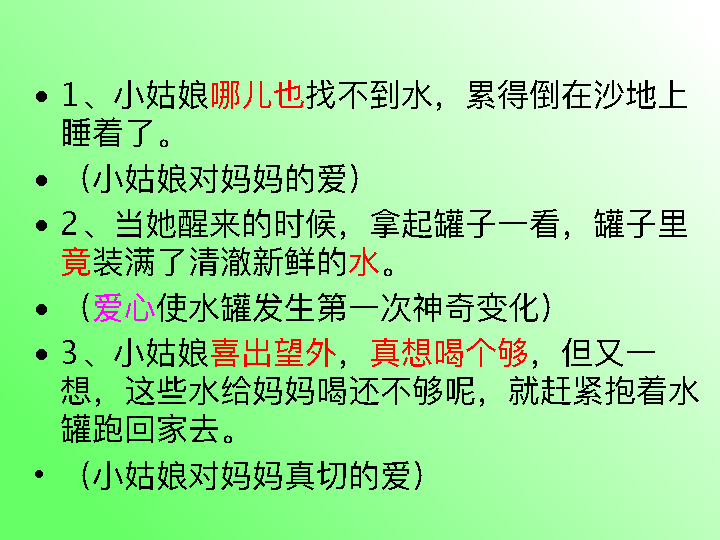 • 1、小姑娘哪儿也找不到水，累得倒在沙地上
睡着了。
• （小姑娘对妈妈的爱）
• 2、当她醒来的时候，拿起罐子一看，罐子里
竟装满了清澈新鲜的水。
• （爱心使水罐发生第一次神奇变化）
• 3、小姑娘喜出望外，真想喝个够，但又一
想，这些水给妈妈喝还不够呢，就赶紧抱着水
罐跑回家去。
• （小姑娘对妈妈真切的爱）